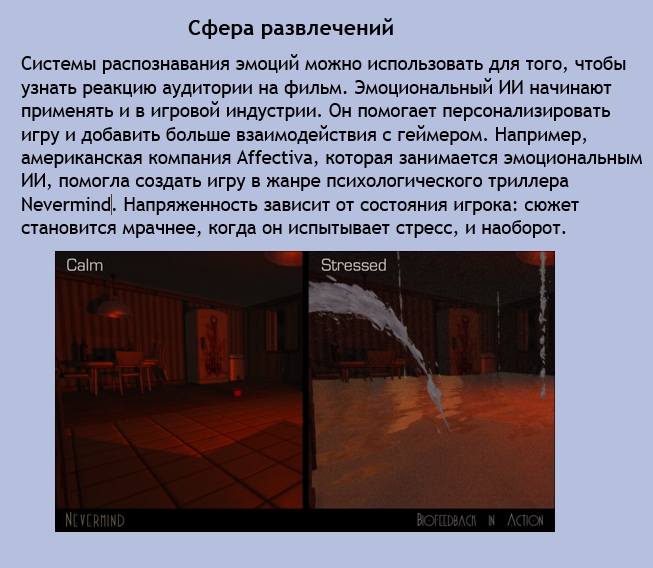 Сфера развлечений
Системы распознавания эмоций можно использовать для того, чтобы
узнать реакцию аудитории на фильм. Эмоциональный ИИ начинают
применять и в игровой индустрии. Он помогает персонализировать
игру и добавить больше взаимодействия с геймером. Например,
американская компания Affectiva, которая занимается эмоциональным
ИИ, помогла создать игру в жанре психологического триллера
Nevermind. Напряженность зависит от состояния игрока: сюжет
становится мрачнее, когда он испытывает стресс, и наоборот.
Calm
Stressed
Nevermind
Biofeedback in Action